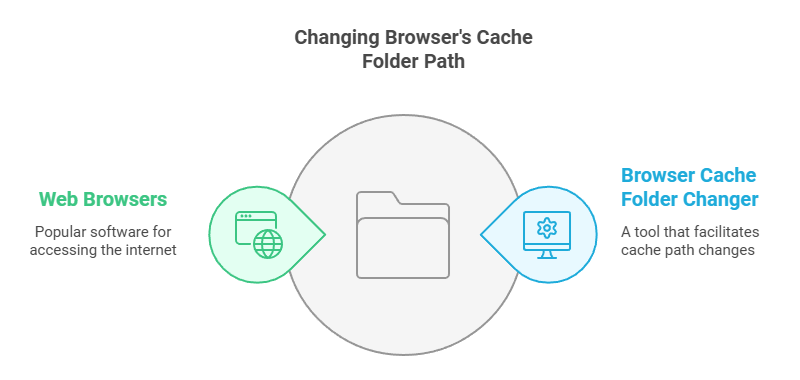 Changing Browser's Cache
Folder Path
Web Browsers
Popular software for
accessing the internet
Browser Cache
Folder Changer
A tool that facilitates
cache path changes